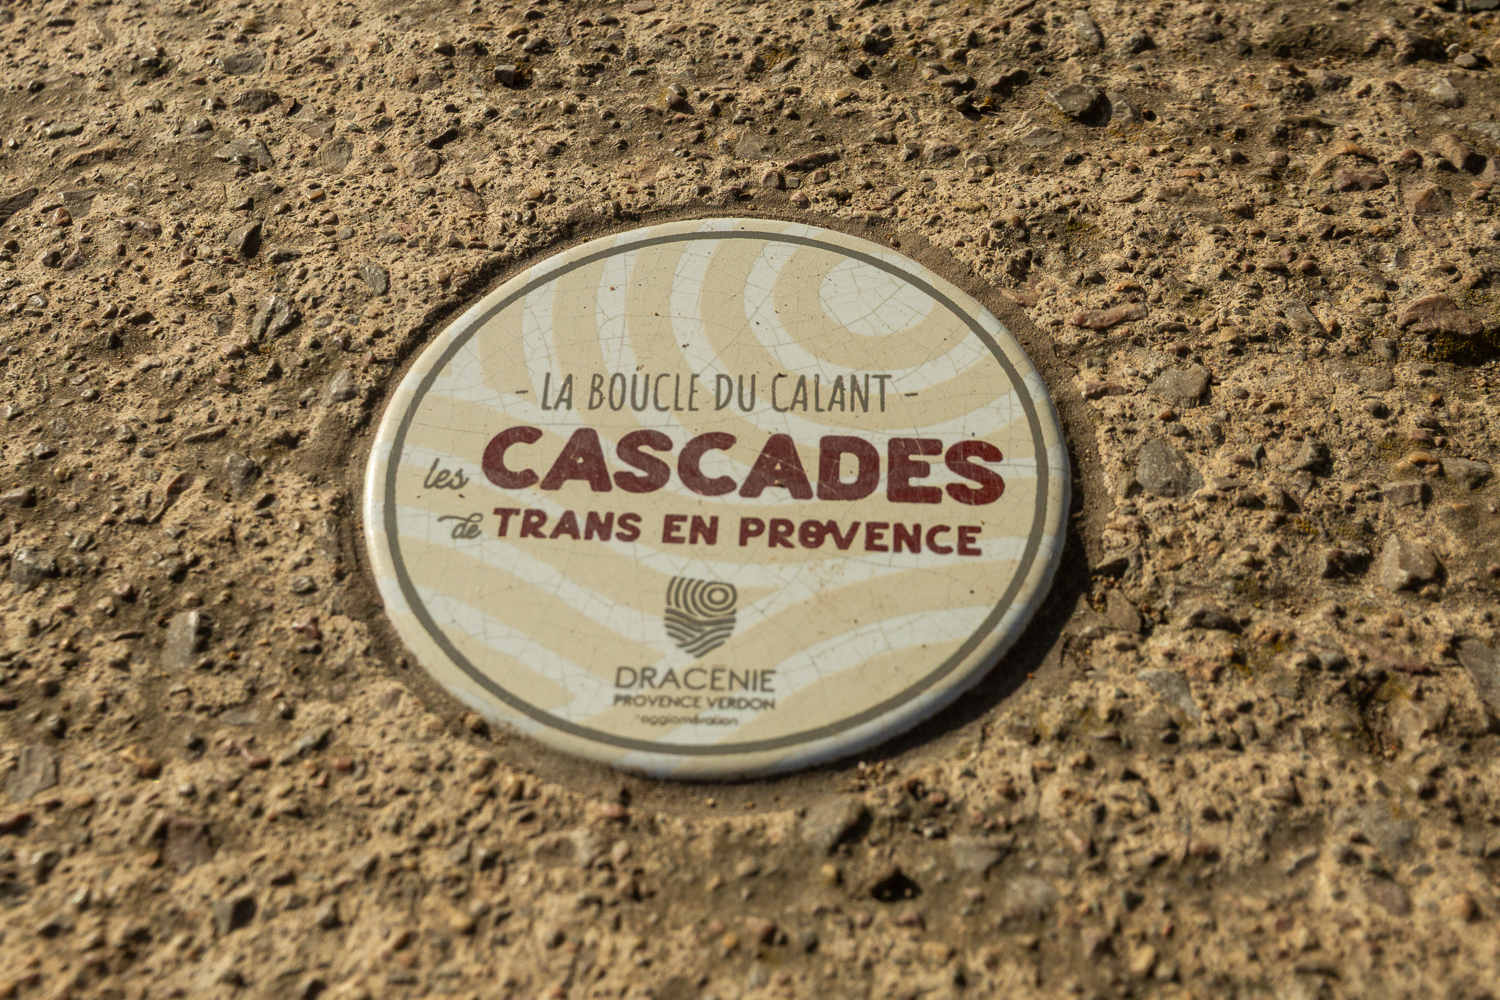 - LA BOUCLE DU CALANT -
les CASCADES
de TRANS EN PROVENCE
DRACÉNIE
PROVENCE VERDON
agglomération